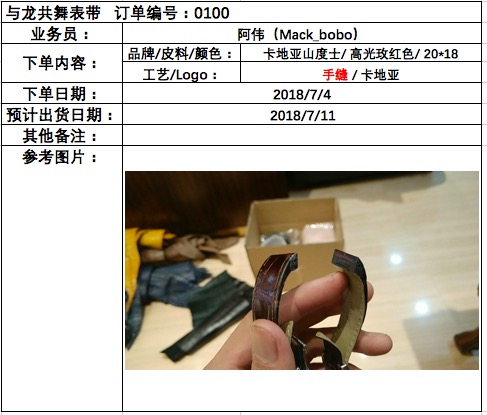 与龙共舞表带 订单编号：0100
业务员： 阿伟（Mack_bobo）
下单内容： 品牌/皮料/颜色： 卡地亚山度士/ 高光玫红色/ 20*18
工艺/Logo： 手缝 / 卡地亚
下单日期： 2018/7/4
预计出货日期： 2018/7/11
其他备注：
参考图片：